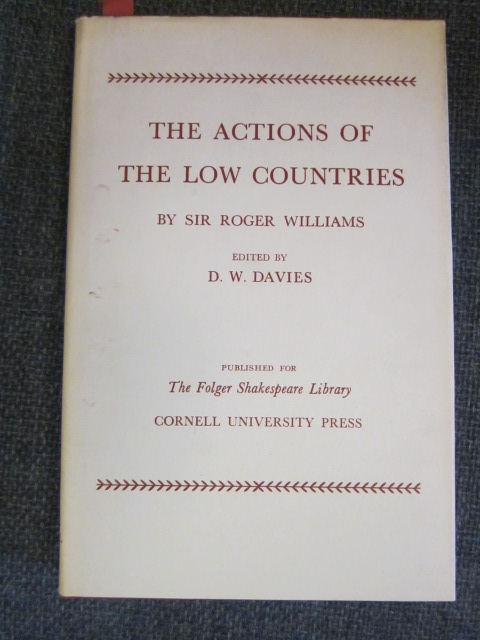 THE ACTIONS OF
THE LOW COUNTRIES
BY SIR ROGER WILLIAMS
EDITED BY
D. W. DAVIES
PUBLISHED FOR
The Folger Shakespeare Library
CORNELL UNIVERSITY PRESS